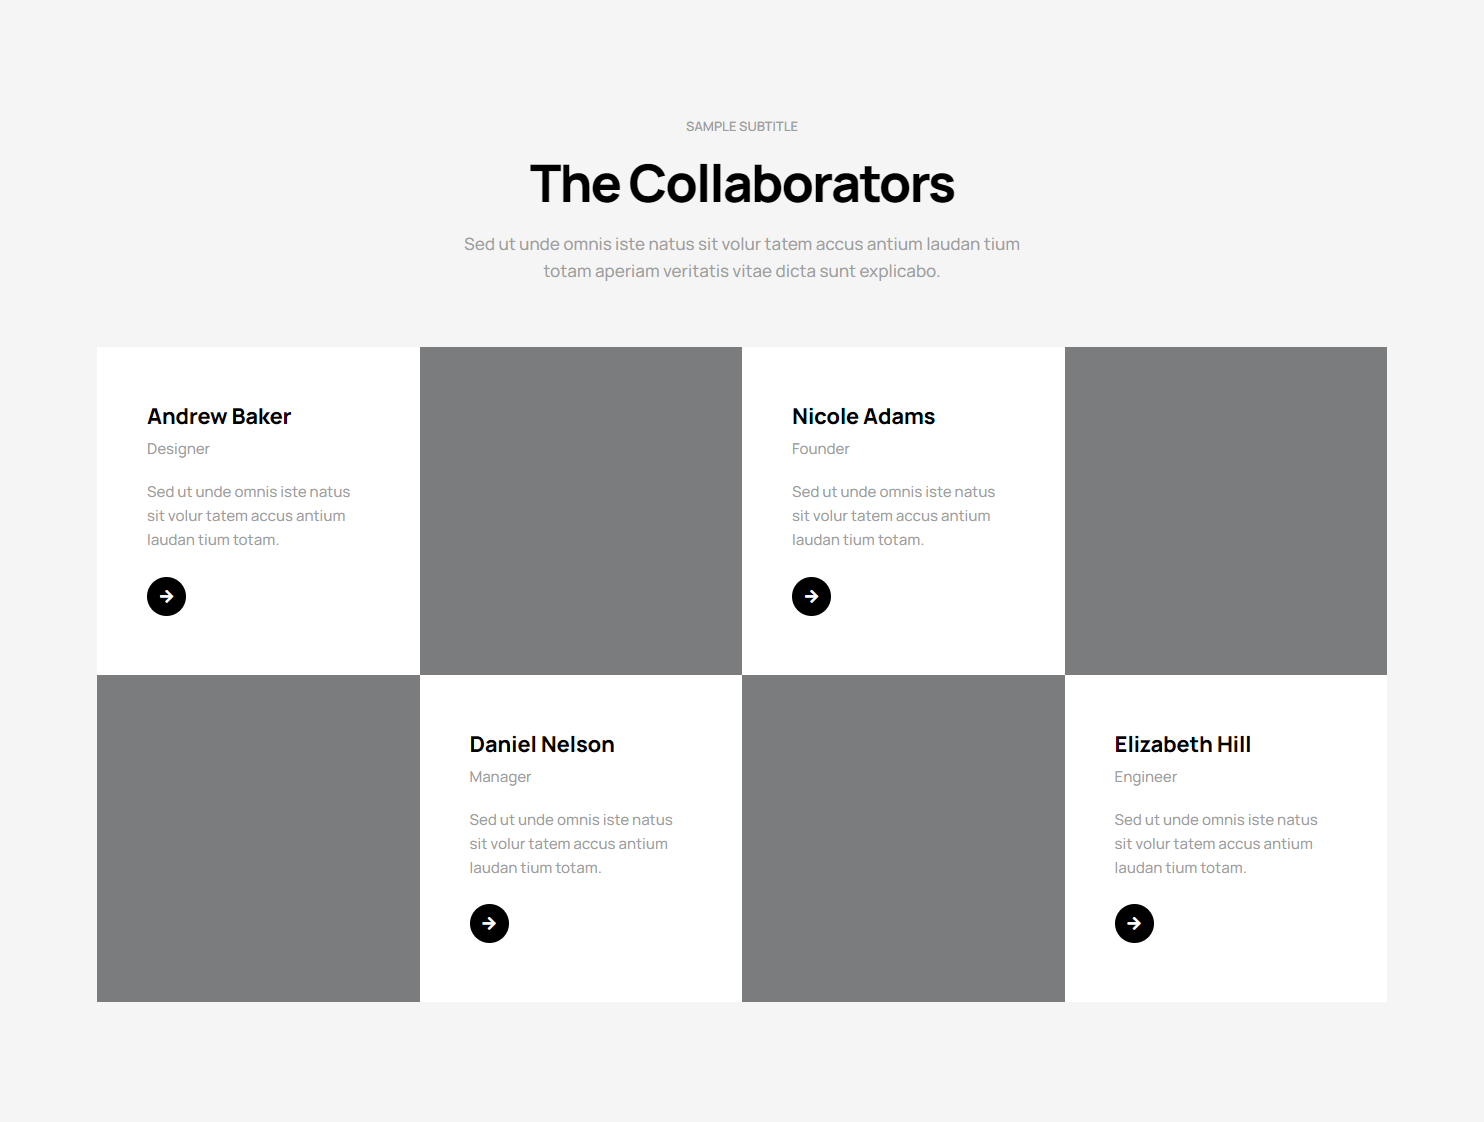 SAMPLE SUBTITLE
The Collaborators
Sed ut unde omnis iste natus sit volur tatem accus antium laudan tium
totam aperiam veritatis vitae dicta sunt explicabo.
Andrew Baker
Designer
Sed ut unde omnis iste natus
sit volur tatem accus antium
laudan tium totam.
Nicole Adams
Founder
Sed ut unde omnis iste natus
sit volur tatem accus antium
laudan tium totam.
Daniel Nelson
Manager
Sed ut unde omnis iste natus
sit volur tatem accus antium
laudan tium totam.
Elizabeth Hill
Engineer
Sed ut unde omnis iste natus
sit volur tatem accus antium
laudan tium totam.